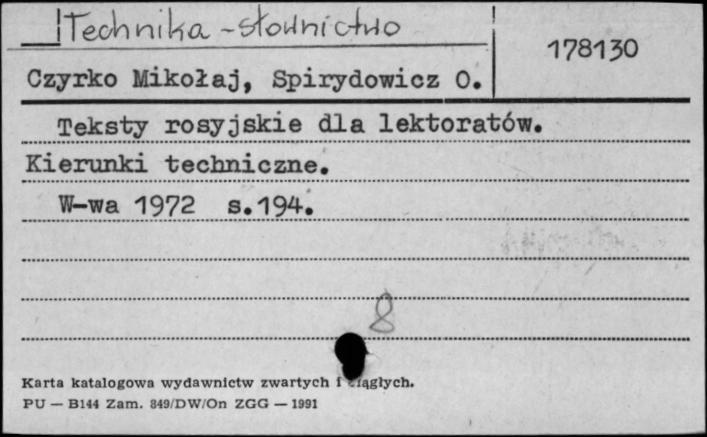 Technika - słownictwo
178130
Czyrko Mikołaj, Spirydowicz O.
Teksty rosyjskie dla lektoratów.
Kierunki techniczne.
W-wa 1972 s.194.
8
Karta katalogowa wydawnictw zwartych i ciągłych.
PU — B144 Zam. 849/DW/On ZGG — 1991